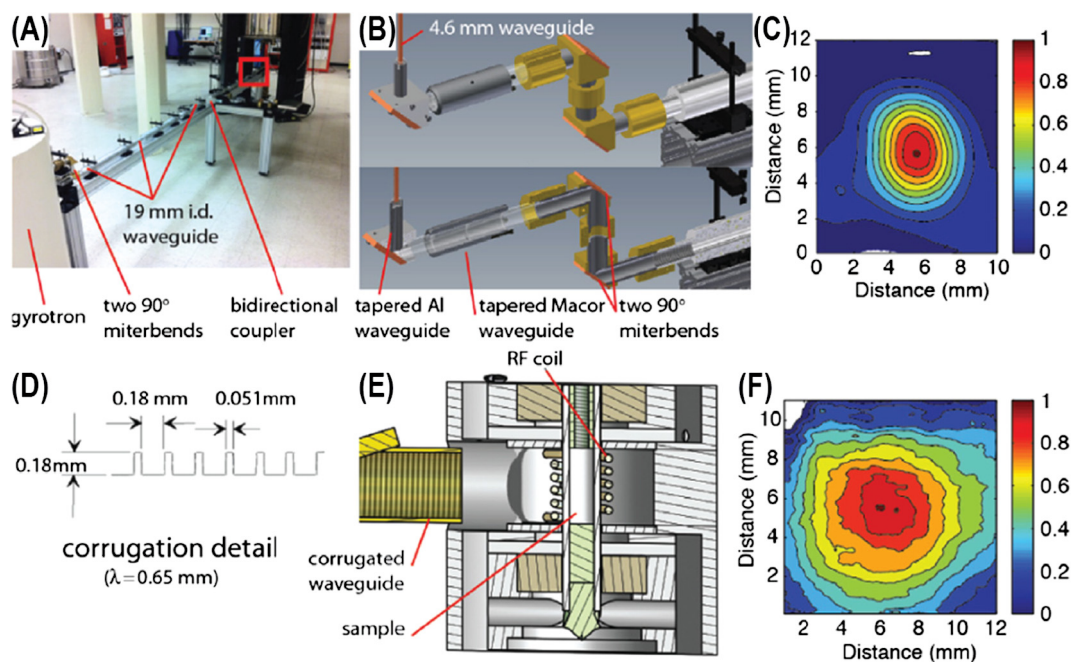 (A)
19 mm i.d.
waveguide
gyrotron
two 90°
miterbends
bidirectional
coupler
(B)
4.6 mm waveguide
tapered Al
waveguide
tapered Macor
waveguide
two 90°
miterbends
(C)
12
10
8
6
4
2
0
Distance (mm)
0 2 4 6 8 10
Distance (mm)
1
0.8
0.6
0.4
0.2
0
(D)
0.18 mm
0.051mm
0.18mm
corrugation detail
(λ=0.65 mm)
(E)
RF coil
corrugated
waveguide
sample
(F)
10
8
6
4
2
Distance (mm)
2 4 6 8 10 12
Distance (mm)
1
0.8
0.6
0.4
0.2
0